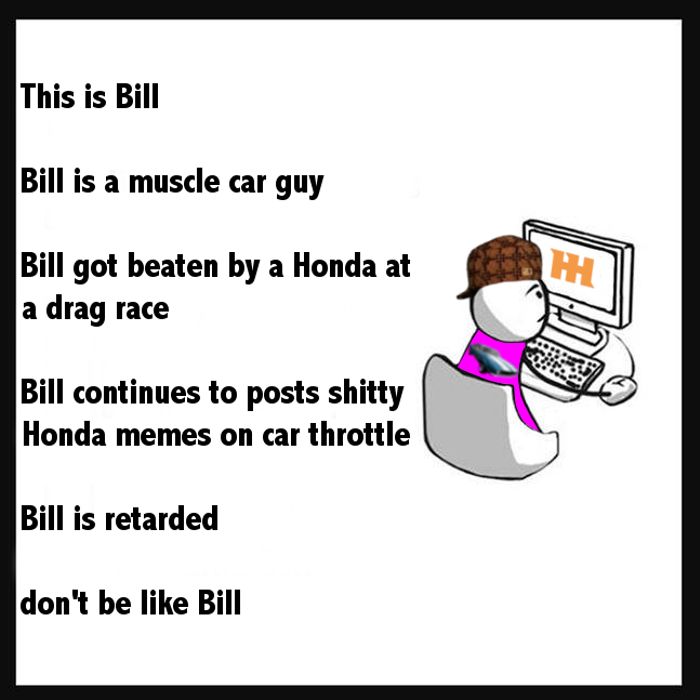 This is Bill
Bill is a muscle car guy
Bill got beaten by a Honda at
a drag race
Bill continues to posts shitty
Honda memes on car throttle
Bill is retarded
don't be like Bill